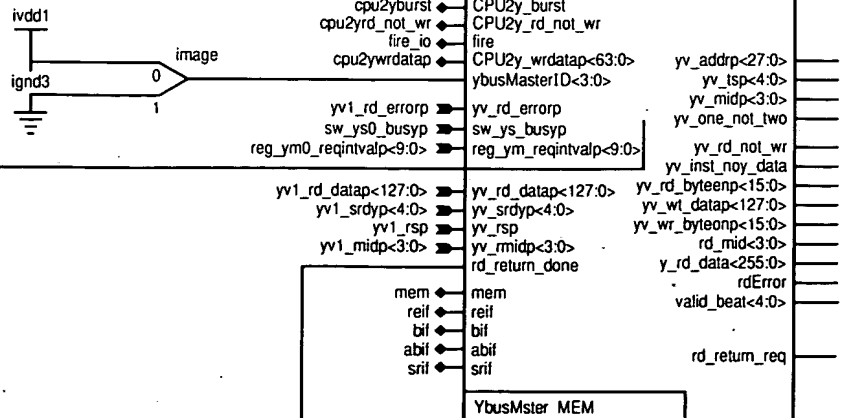 cpu2yburst CPU2y_burst
ivdd1 cpu2yrd_not_wr CPU2y_rd_not_wr
fire_io fire
image cpu2ywrdatap CPU2y_wrdatap<63:0> yv_addrp<27:0>
ignd3 0 ybusMasterID<3:0> yv_tsp<4:0>
1 yv_midp<3:0>
yv1_rd_errorp yv_rd_errorp yv_one_not_two
sw_ys0_busyp sw_ys_busyp
reg_ym0_reqintvalp<9:0> reg_ym_reqintvalp<9:0> yv_rd_not_wr
yv_inst_noy_data
yv1_rd_datap<127:0> yv_rd_datap<127:0> yv_rd_byteenp<15:0>
yv1_srdyp<4:0> yv_srdyp<4:0> yv_wt_datap<127:0>
yv1_rsp yv_rsp yv_wr_byteonp<15:0>
yv1_midp<3:0> yv_rmidp<3:0> rd_mid<3:0>
rd_return_done y_rd_data<255:0>
rdError
mem mem valid_beat<4:0>
reif reif
bif bif
abif abif rd_return_req
srif srif
YbusMster MEM